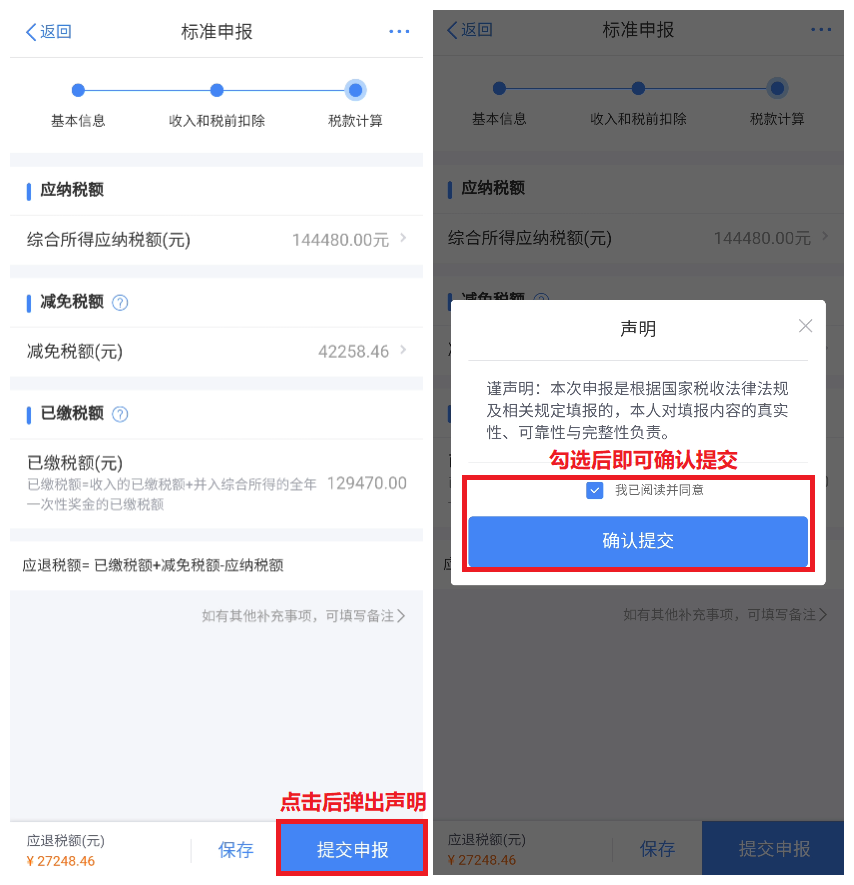 返回
标准申报
基本信息
收入和税前扣除
税款计算
应纳税额
综合所得应纳税额(元)
144480.00元
减免税额
减免税额(元)
42258.46
已缴税额
已缴税额(元)
已缴税额=收入的已缴税额+并入综合所得的全年
一次性奖金的已缴税额
129470.00
应退税额= 已缴税额+减免税额-应纳税额
如有其他补充事项，可填写备注
点击后弹出声明
应退税额(元)
¥ 27248.46
保存
提交申报
返回
标准申报
基本信息
收入和税前扣除
税款计算
应纳税额
综合所得应纳税额(元)
144480.00元
减免税额
声明
谨声明：本次申报是根据国家税收法律法规
及相关规定填报的，本人对填报内容的真实
性、可靠性与完整性负责。
勾选后即可确认提交
我已阅读并同意
确认提交
如有其他补充事项，可填写备注
应退税额(元)
¥ 27248.46
保存
提交申报